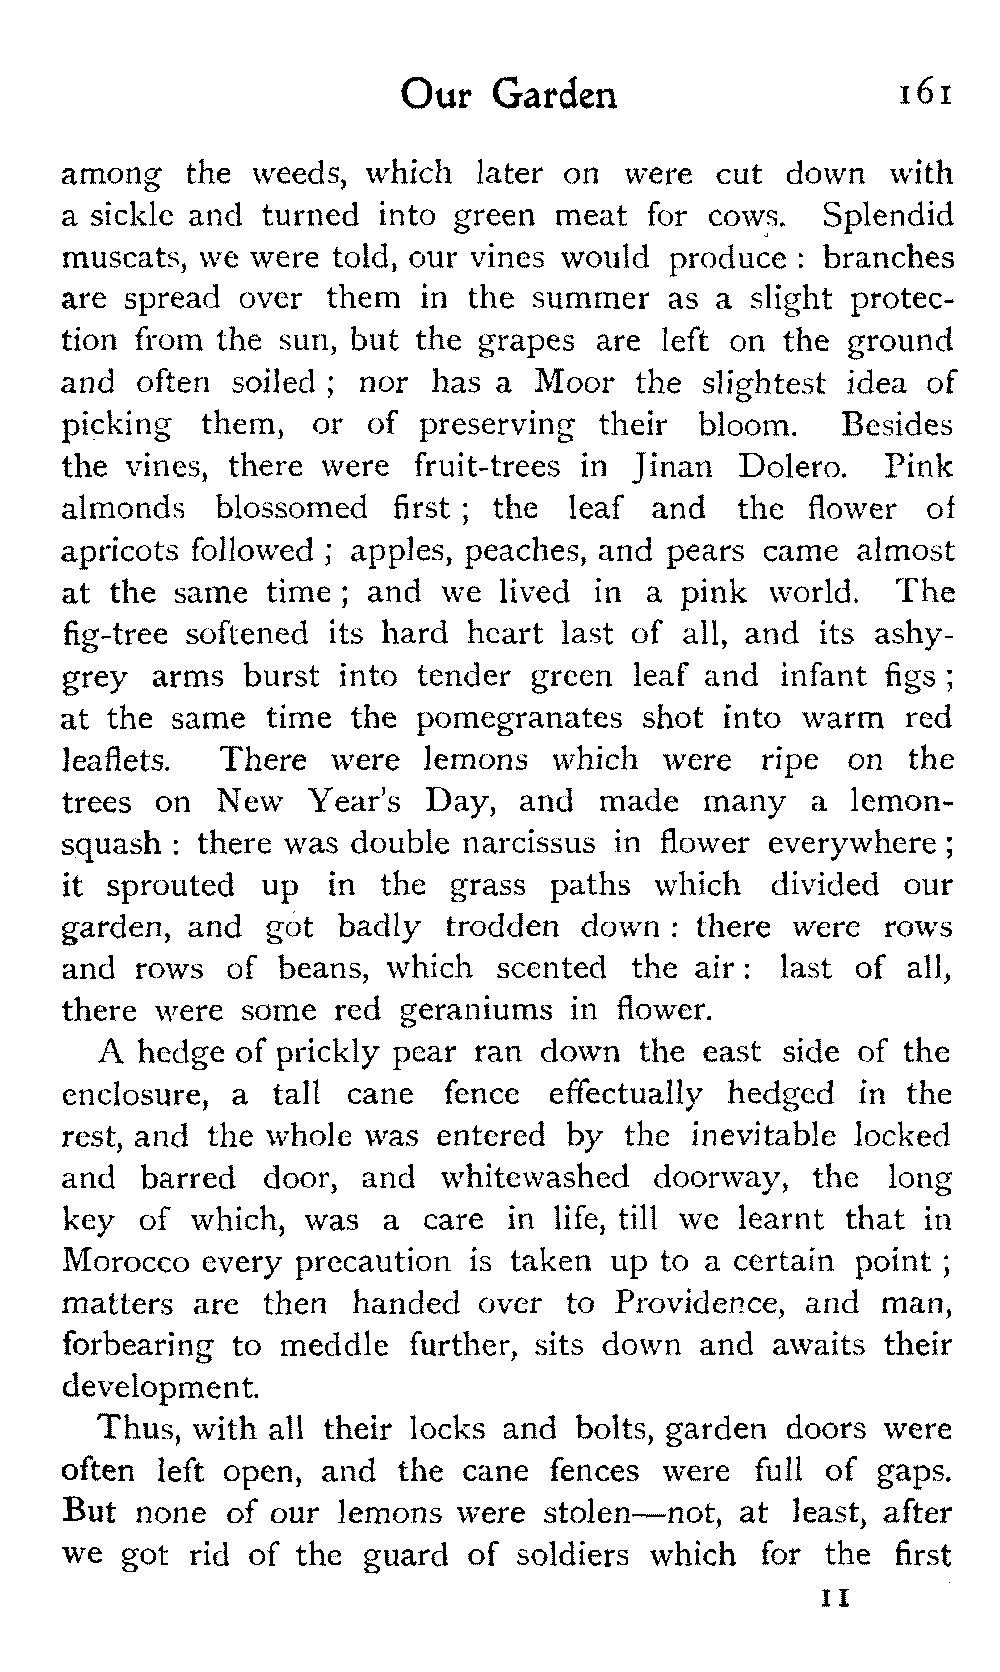 Our Garden 161
among the weeds, which later on were cut down with
a sickle and turned into green meat for cows. Splendid
muscats, we were told, our vines would produce : branches
are spread over them in the summer as a slight protec-
tion from the sun, but the grapes are left on the ground
and often soiled ; nor has a Moor the slightest idea of
picking them, or of preserving their bloom. Besides
the vines, there were fruit-trees in Jinan Dolero. Pink
almonds blossomed first ; the leaf and the flower of
apricots followed ; apples, peaches, and pears came almost
at the same time ; and we lived in a pink world. The
fig-tree softened its hard heart last of all, and its ashy-
grey arms burst into tender green leaf and infant figs ;
at the same time the pomegranates shot into warm red
leaflets. There were lemons which were ripe on the
trees on New Year's Day, and made many a lemon-
squash : there was double narcissus in flower everywhere ;
it sprouted up in the grass paths which divided our
garden, and got badly trodden down : there were rows
and rows of beans, which scented the air : last of all,
there were some red geraniums in flower.
A hedge of prickly pear ran down the east side of the
enclosure, a tall cane fence effectually hedged in the
rest, and the whole was entered by the inevitable locked
and barred door, and whitewashed doorway, the long
key of which, was a care in life, till we learnt that in
Morocco every precaution is taken up to a certain point ;
matters are then handed over to Providence, and man,
forbearing to meddle further, sits down and awaits their
development.
Thus, with all their locks and bolts, garden doors were
often left open, and the cane fences were full of gaps.
But none of our lemons were stolen—not, at least, after
we got rid of the guard of soldiers which for the first
11